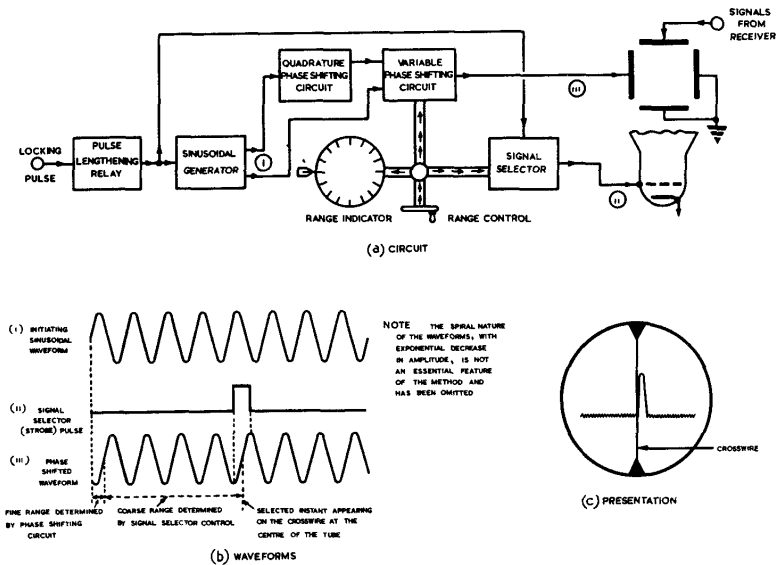 SIGNALS
FROM
RECEIVER
QUADRATURE
PHASE SHIFTING
CIRCUIT
VARIABLE
PHASE SHIFTING
CIRCUIT
III
LOCKING
PULSE
PULSE
LENGTHENING
RELAY
SINUSOIDAL
GENERATOR
I
SIGNAL
SELECTOR
II
RANGE INDICATOR
RANGE CONTROL
(a) CIRCUIT
(I) INITIATING
SINUSOIDAL
WAVEFORM
(II) SIGNAL
SELECTOR
(STROBE) PULSE
(III) PHASE
SHIFTED
WAVEFORM
FINE RANGE DETERMINED
BY PHASE SHIFTING
CIRCUIT
COARSE RANGE DETERMINED
BY SIGNAL SELECTOR CONTROL
SELECTED INSTANT APPEARING
ON THE CROSSWIRE AT THE
CENTRE OF THE TUBE
(b) WAVEFORMS
NOTE THE SPIRAL NATURE
OF THE WAVEFORMS, WITH
EXPONENTIAL DECREASE
IN AMPLITUDE, IS NOT
AN ESSENTIAL FEATURE
OF THE METHOD AND
HAS BEEN OMITTED
CROSSWIRE
(c) PRESENTATION